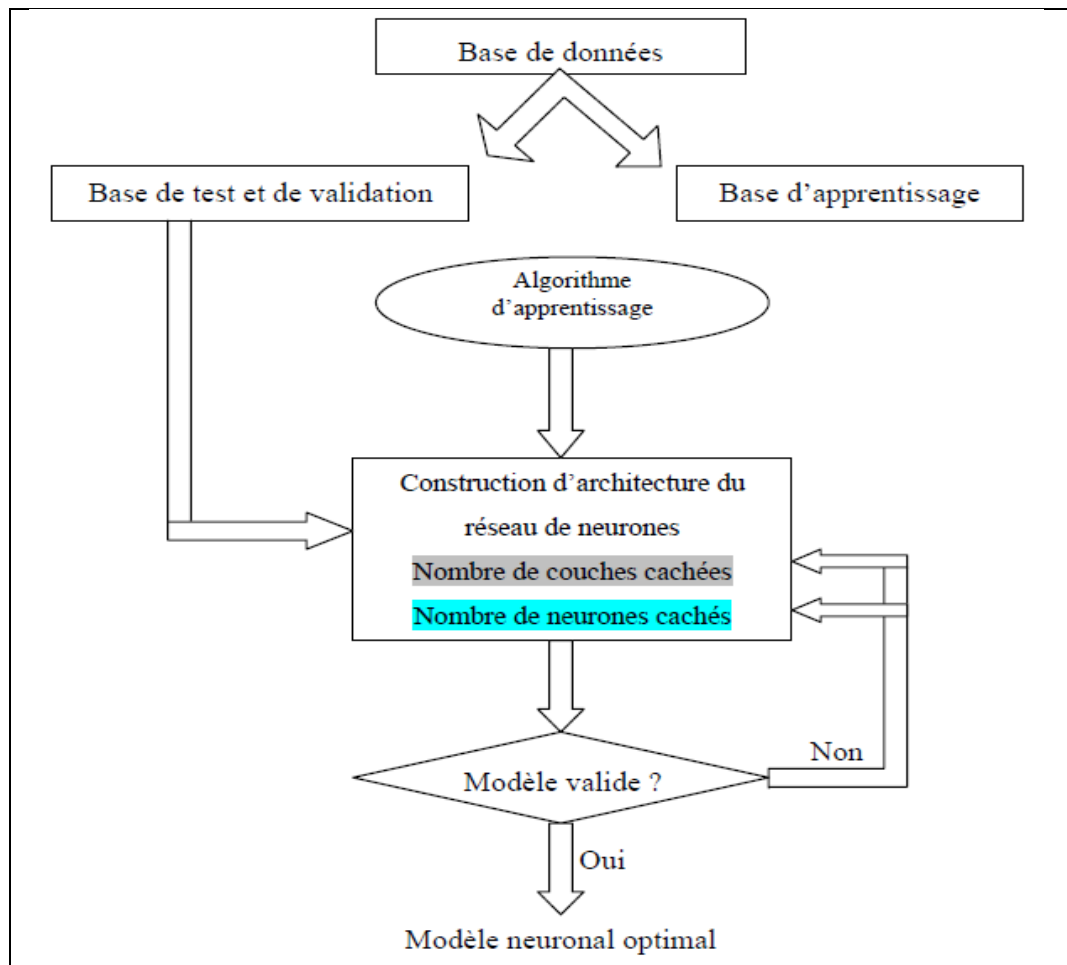 Base de données
Base de test et de validation
Base d’apprentissage
Algorithme
d’apprentissage
Construction d’architecture du
réseau de neurones
Nombre de couches cachées
Nombre de neurones cachés
Modèle valide ?
Non
Oui
Modèle neuronal optimal